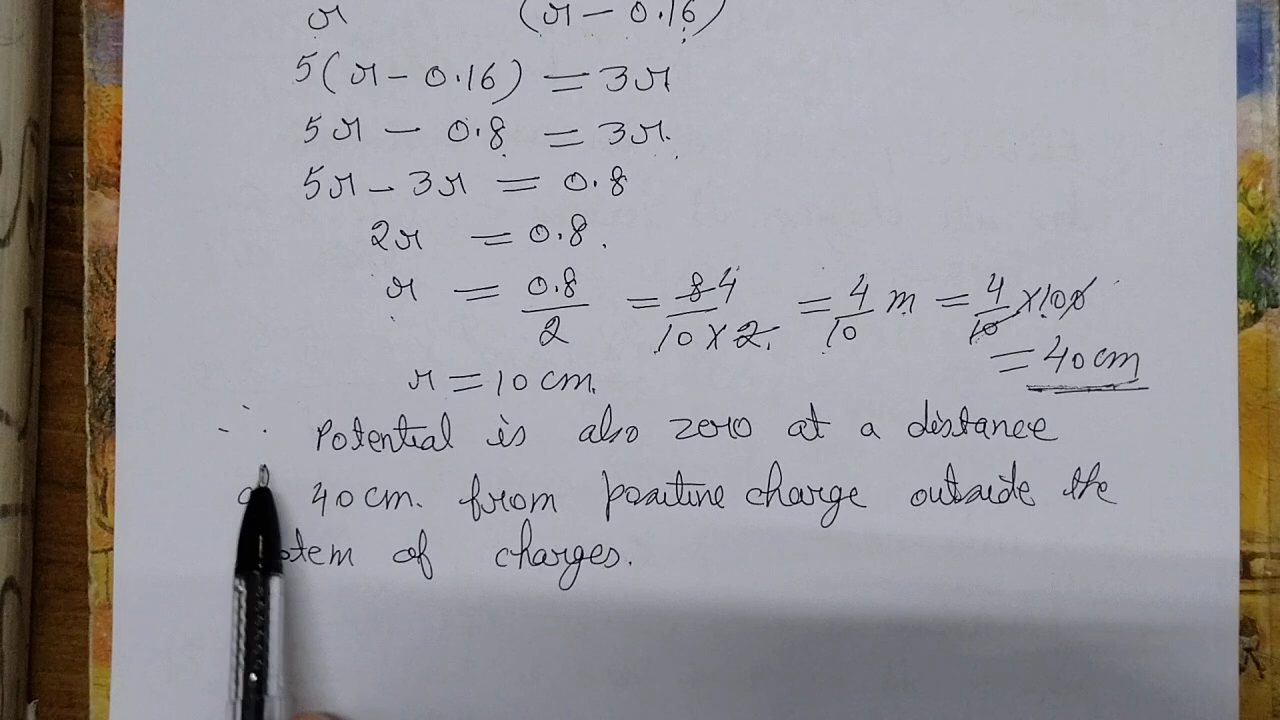 r (r - 0.16)
5(r - 0.16) = 3r
5r - 0.8 = 3r.
5r - 3r = 0.8
2r = 0.8.
r = 0.8/2 = 84/10 × 2 = 4/10 m = 4/10 × 100
= 40 cm
r = 10 cm.
∴ Potential is also zero at a distance
40 cm. from positive charge outside the
stem of charges.